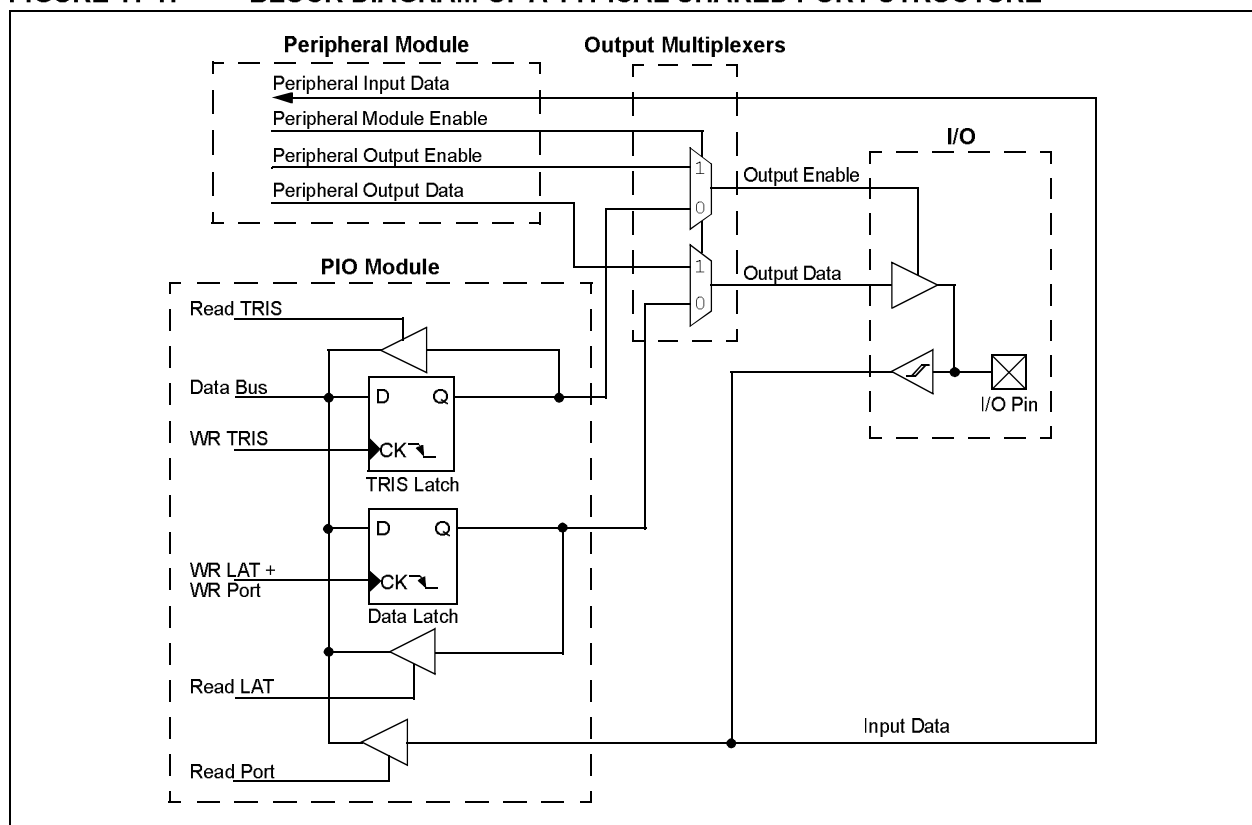 Peripheral Module
Output Multiplexers
Peripheral Input Data
Peripheral Module Enable
Peripheral Output Enable
Peripheral Output Data
1
0
1
0
Output Enable
Output Data
I/O
I/O Pin
PIO Module
Read TRIS
Data Bus
D Q
WR TRIS
CK
TRIS Latch
D Q
WR LAT +
WR Port
CK
Data Latch
Read LAT
Input Data
Read Port